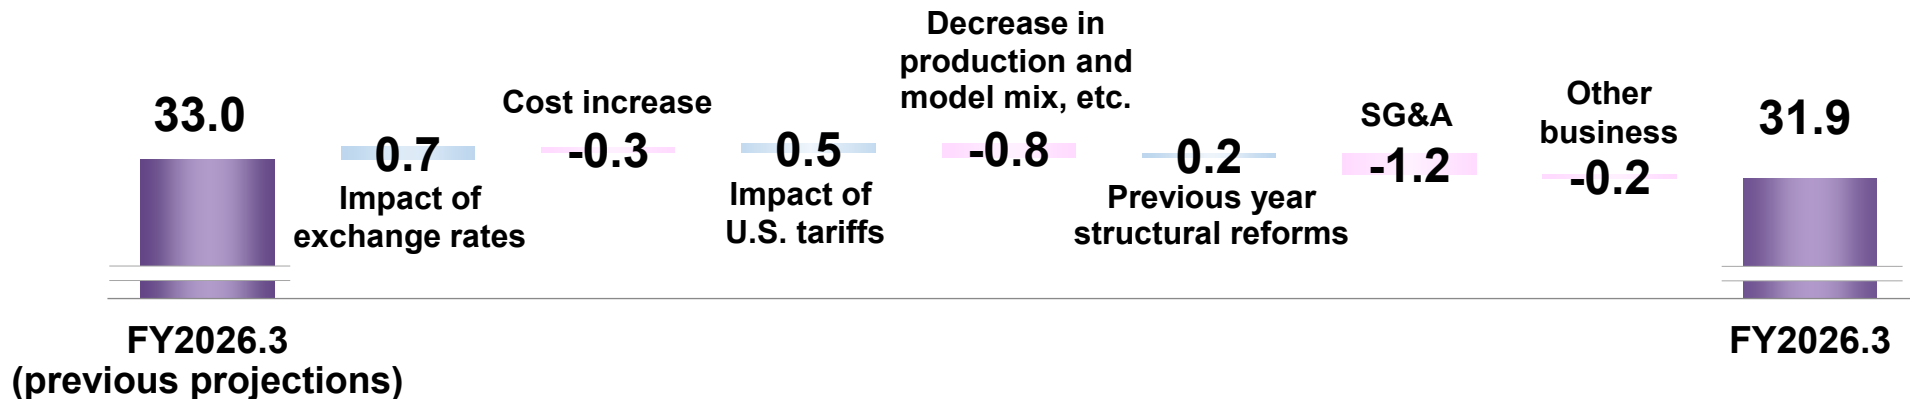 33.0
FY2026.3
(previous projections)
0.7
Impact of
exchange rates
Cost increase
-0.3
0.5
Impact of
U.S. tariffs
Decrease in
production and
model mix, etc.
-0.8
0.2
Previous year
structural reforms
SG&A
-1.2
Other
business
-0.2
31.9
FY2026.3